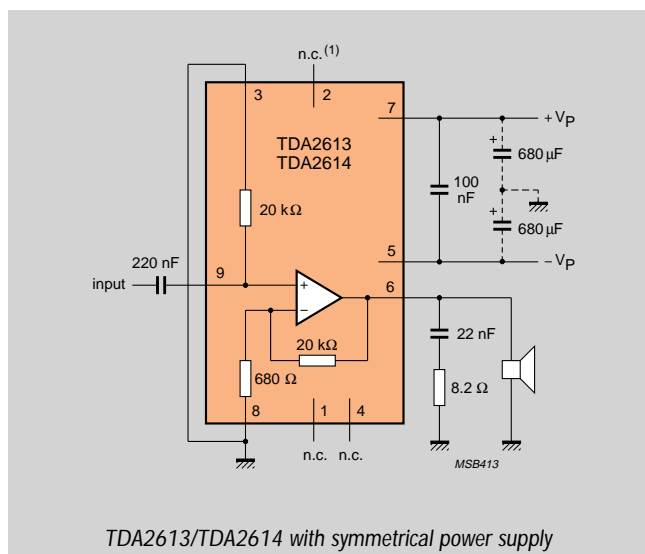 n.c. (1)
3
2
7
+ VP
TDA2613
TDA2614
+
680 µF
100
nF
20 kΩ
+
680 µF
220 nF
9
5
− VP
input
+
−
6
20 kΩ
22 nF
680 Ω
8.2 Ω
8
1
4
n.c.
n.c.
MSB413
TDA2613/TDA2614 with symmetrical power supply